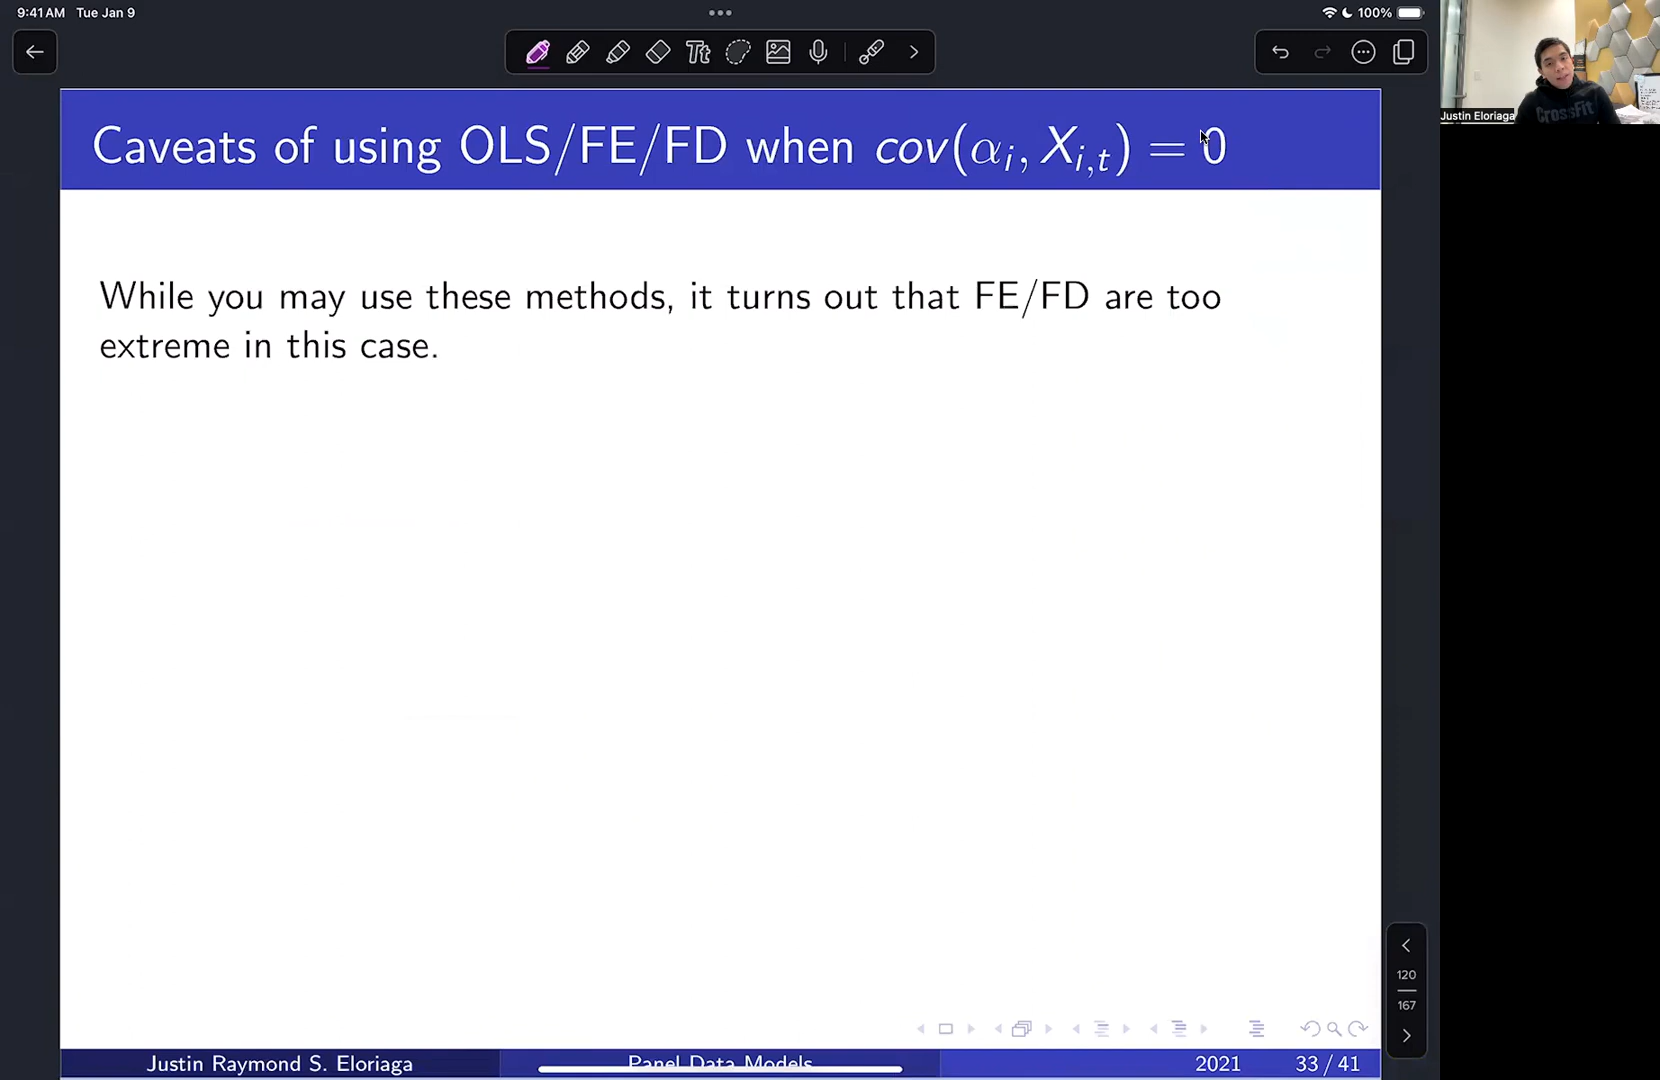 9:41 AM Tue Jan 9
100%
Tt
Justin Eloriaga
CrossFit
Caveats of using OLS/FE/FD when cov(αᵢ, Xᵢ,ₜ) = 0
While you may use these methods, it turns out that FE/FD are too
extreme in this case.
120
167
Justin Raymond S. Eloriaga
Panel Data Models
2021
33 / 41